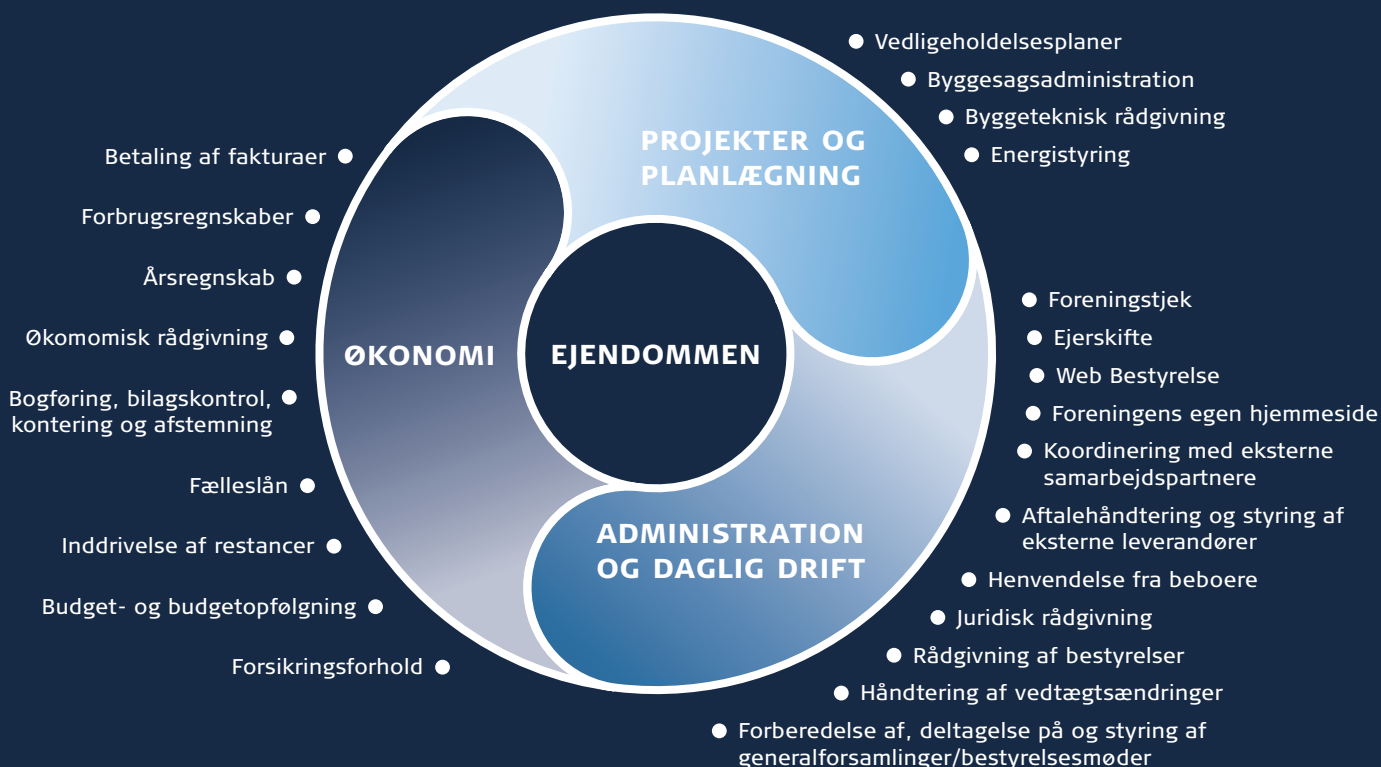 PROJEKTER OG
PLANLÆGNING
Vedligeholdelsesplaner
Byggesagsadministration
Byggeteknisk rådgivning
Energistyring
EJENDOMMEN
ØKONOMI
Betaling af fakturaer
Forbrugsregnskaber
Årsregnskab
Økomomisk rådgivning
Bogføring, bilagskontrol,
kontering og afstemning
Fælleslån
Inddrivelse af restancer
Budget- og budgetopfølgning
Forsikringsforhold
ADMINISTRATION
OG DAGLIG DRIFT
Foreningstjek
Ejerskifte
Web Bestyrelse
Foreningens egen hjemmeside
Koordinering med eksterne
samarbejdspartnere
Aftalehåndtering og styring af
eksterne leverandører
Henvendelse fra beboere
Juridisk rådgivning
Rådgivning af bestyrelser
Håndtering af vedtægtsændringer
Forberedelse af, deltagelse på og styring af
generalforsamlinger/bestyrelsesmøder